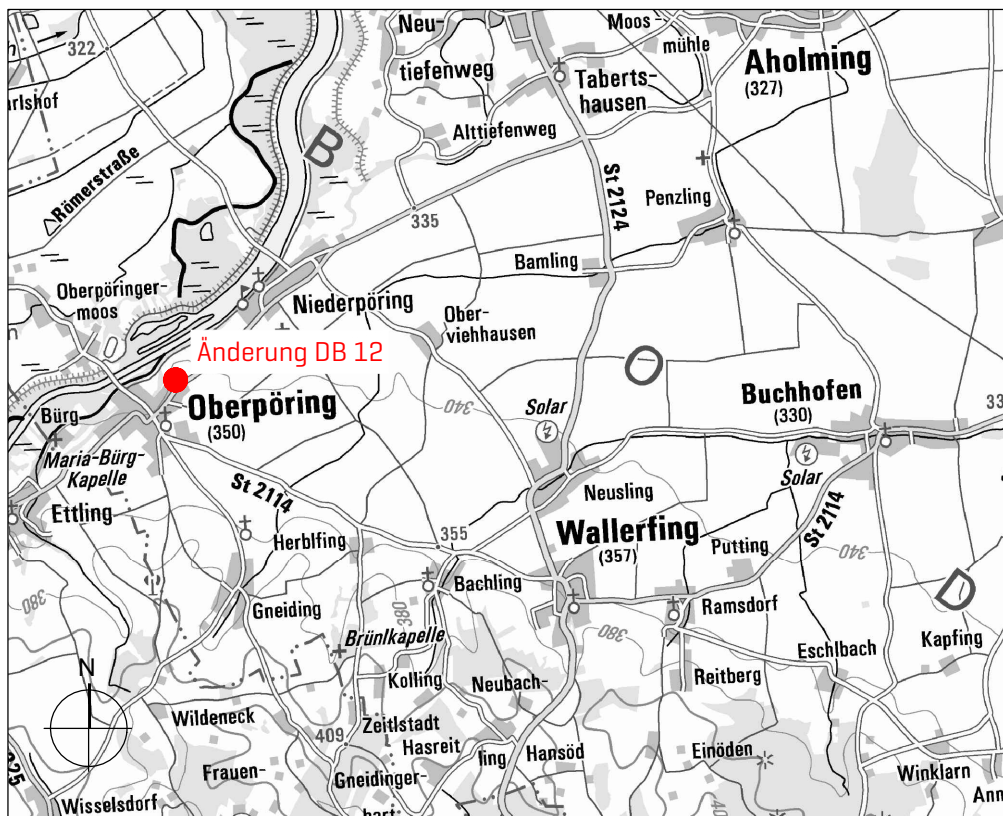 322
Neu-
tiefenweg
Moos-
mühle
Aholming
(327)
Taberts-
hausen
Alttiefenweg
Römerstraße
B
St 2124
335
Penzling
Bamling
Oberpöringer-
moos
Niederpöring
Ober-
viehhausen
Änderung DB 12
O
340
Solar
Buchhofen
(330)
Bürg
Oberpöring
(350)
Maria-Bürg-
Kapelle
Solar
Ettling
St 2114
Neusling
Wallerfing
(357)
St 2114
355
Herblfing
Putting
340
380
Bachling
D
Gneiding
380
Ramsdorf
380
Brünlkapelle
Eschlbach
Kapfing
N
Kolling
Neubach-
ling
Reitberg
Wildeneck
Zeitlstadt
409
Hasreit
Hansöd
Einöden
Frauen-
Gneidinger-
hart
Winklarn
Wisselsdorf